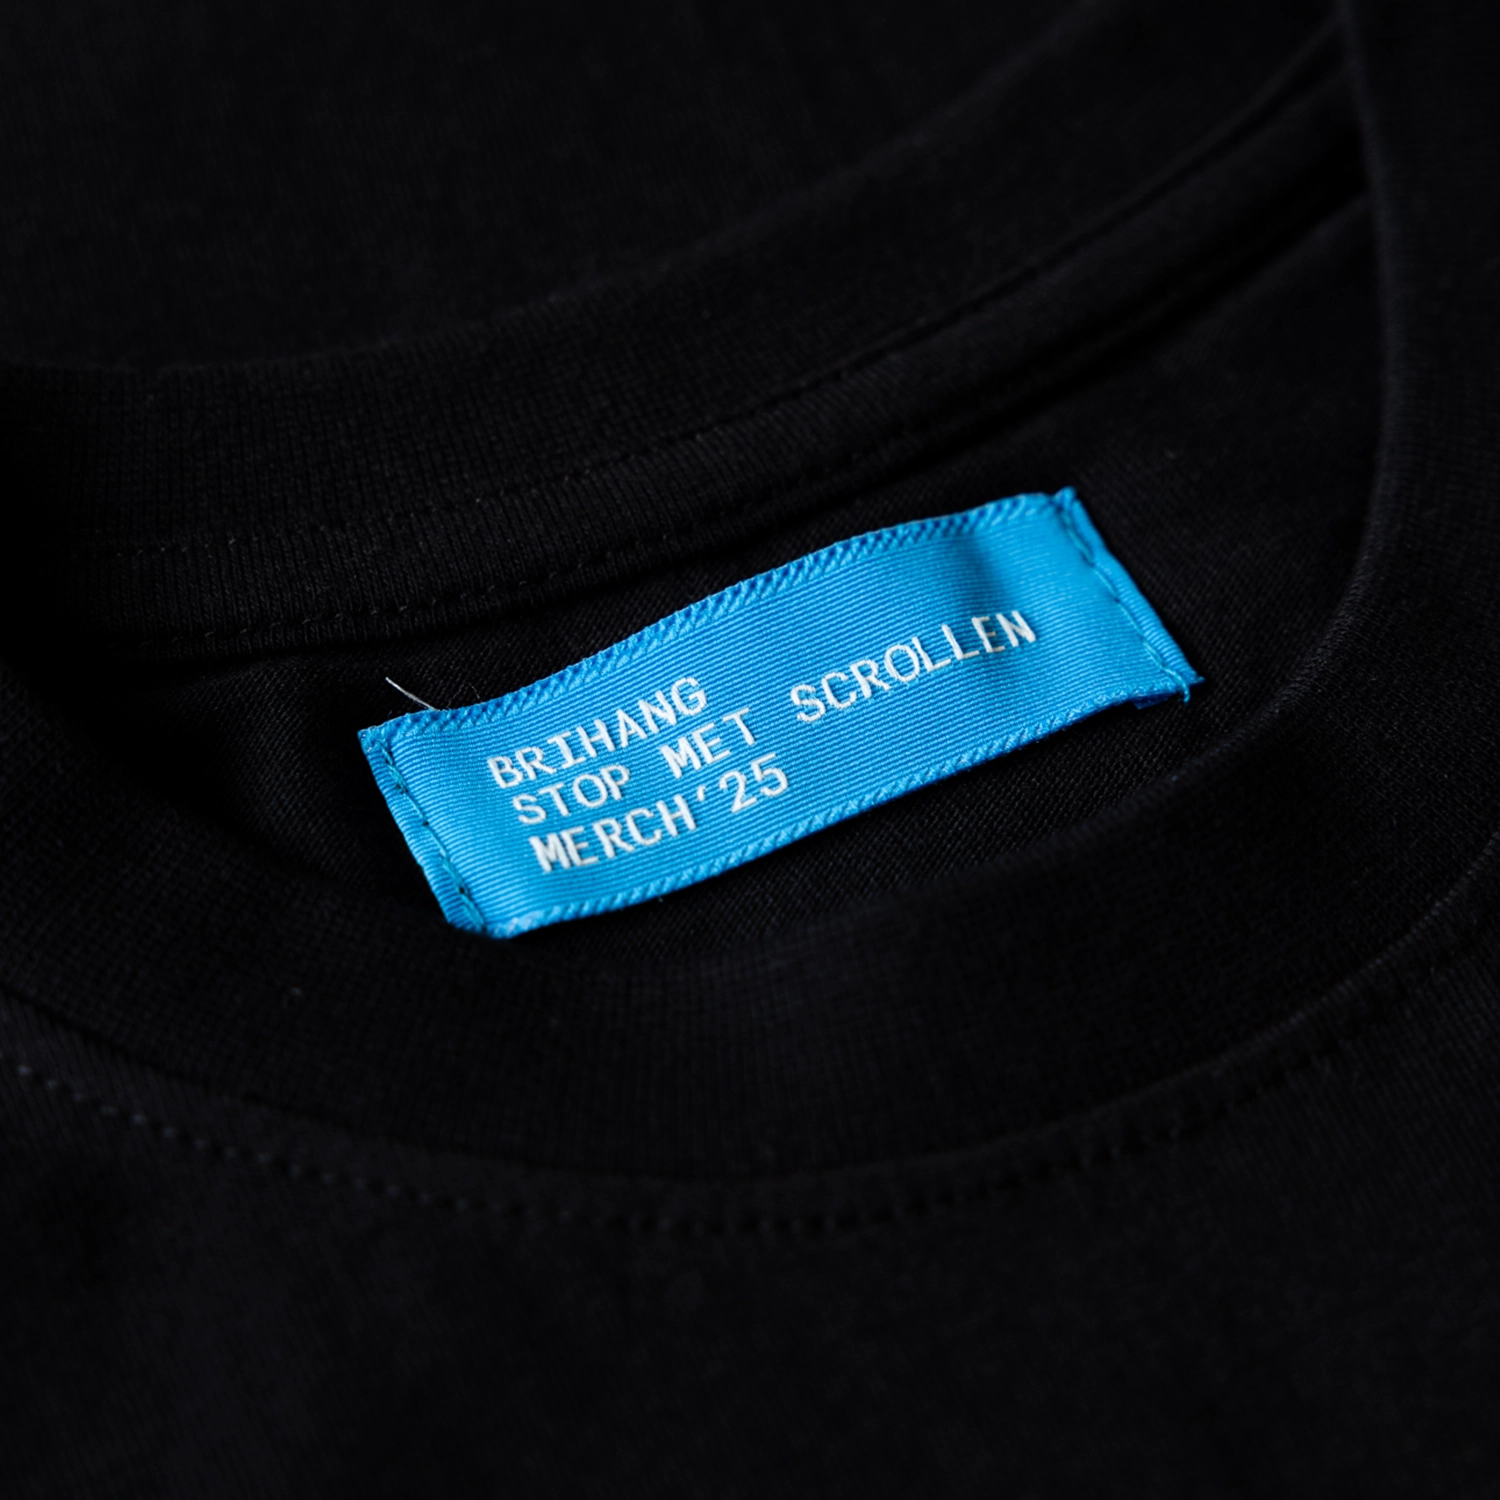 BRIHANG
STOP MET SCROLLEN
MERCH'25